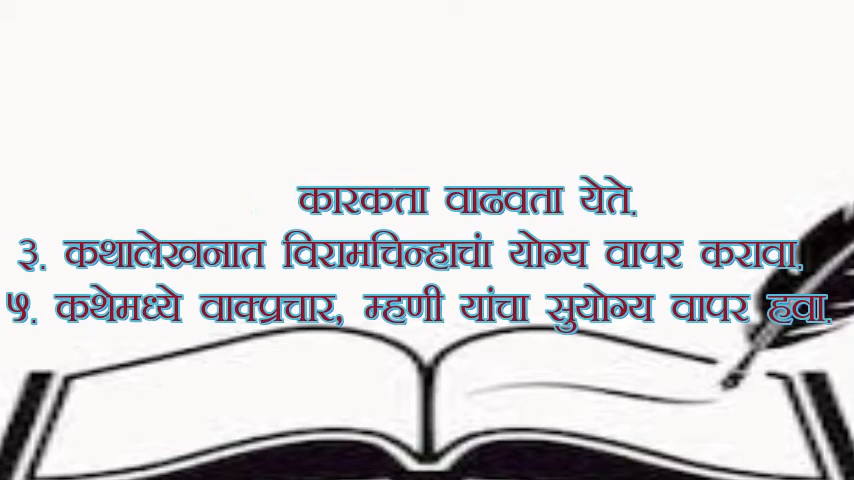 कारकता वाढवता येते.
३. कथालेखनात विरामचिन्हाचां योग्य वापर करावा.
५. कथेमध्ये वाक्प्रचार, म्हणी यांचा सुयोग्य वापर हवा.